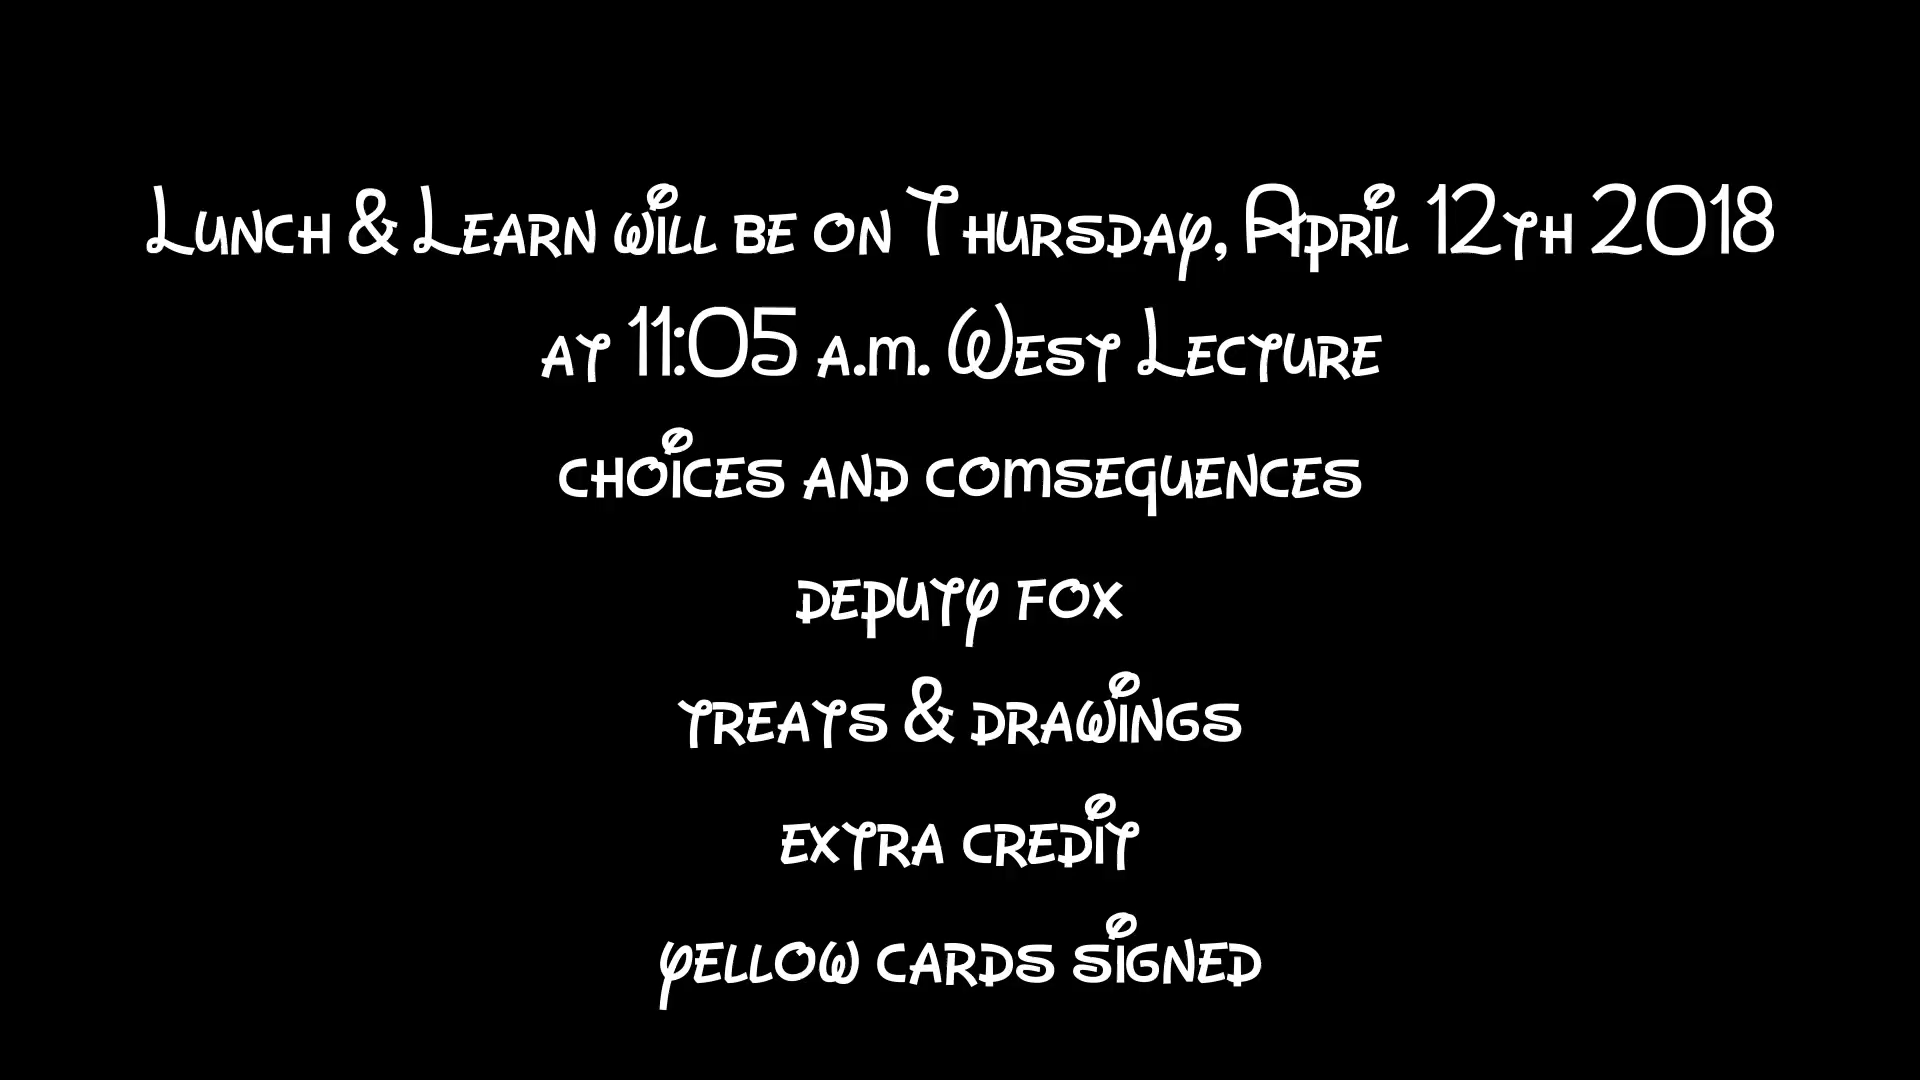 Lunch & Learn will be on Thursday, April 12th 2018
at 11:05 a.m. West Lecture
choices and comsequences
deputy fox
treats & drawings
extra credit
yellow cards signed